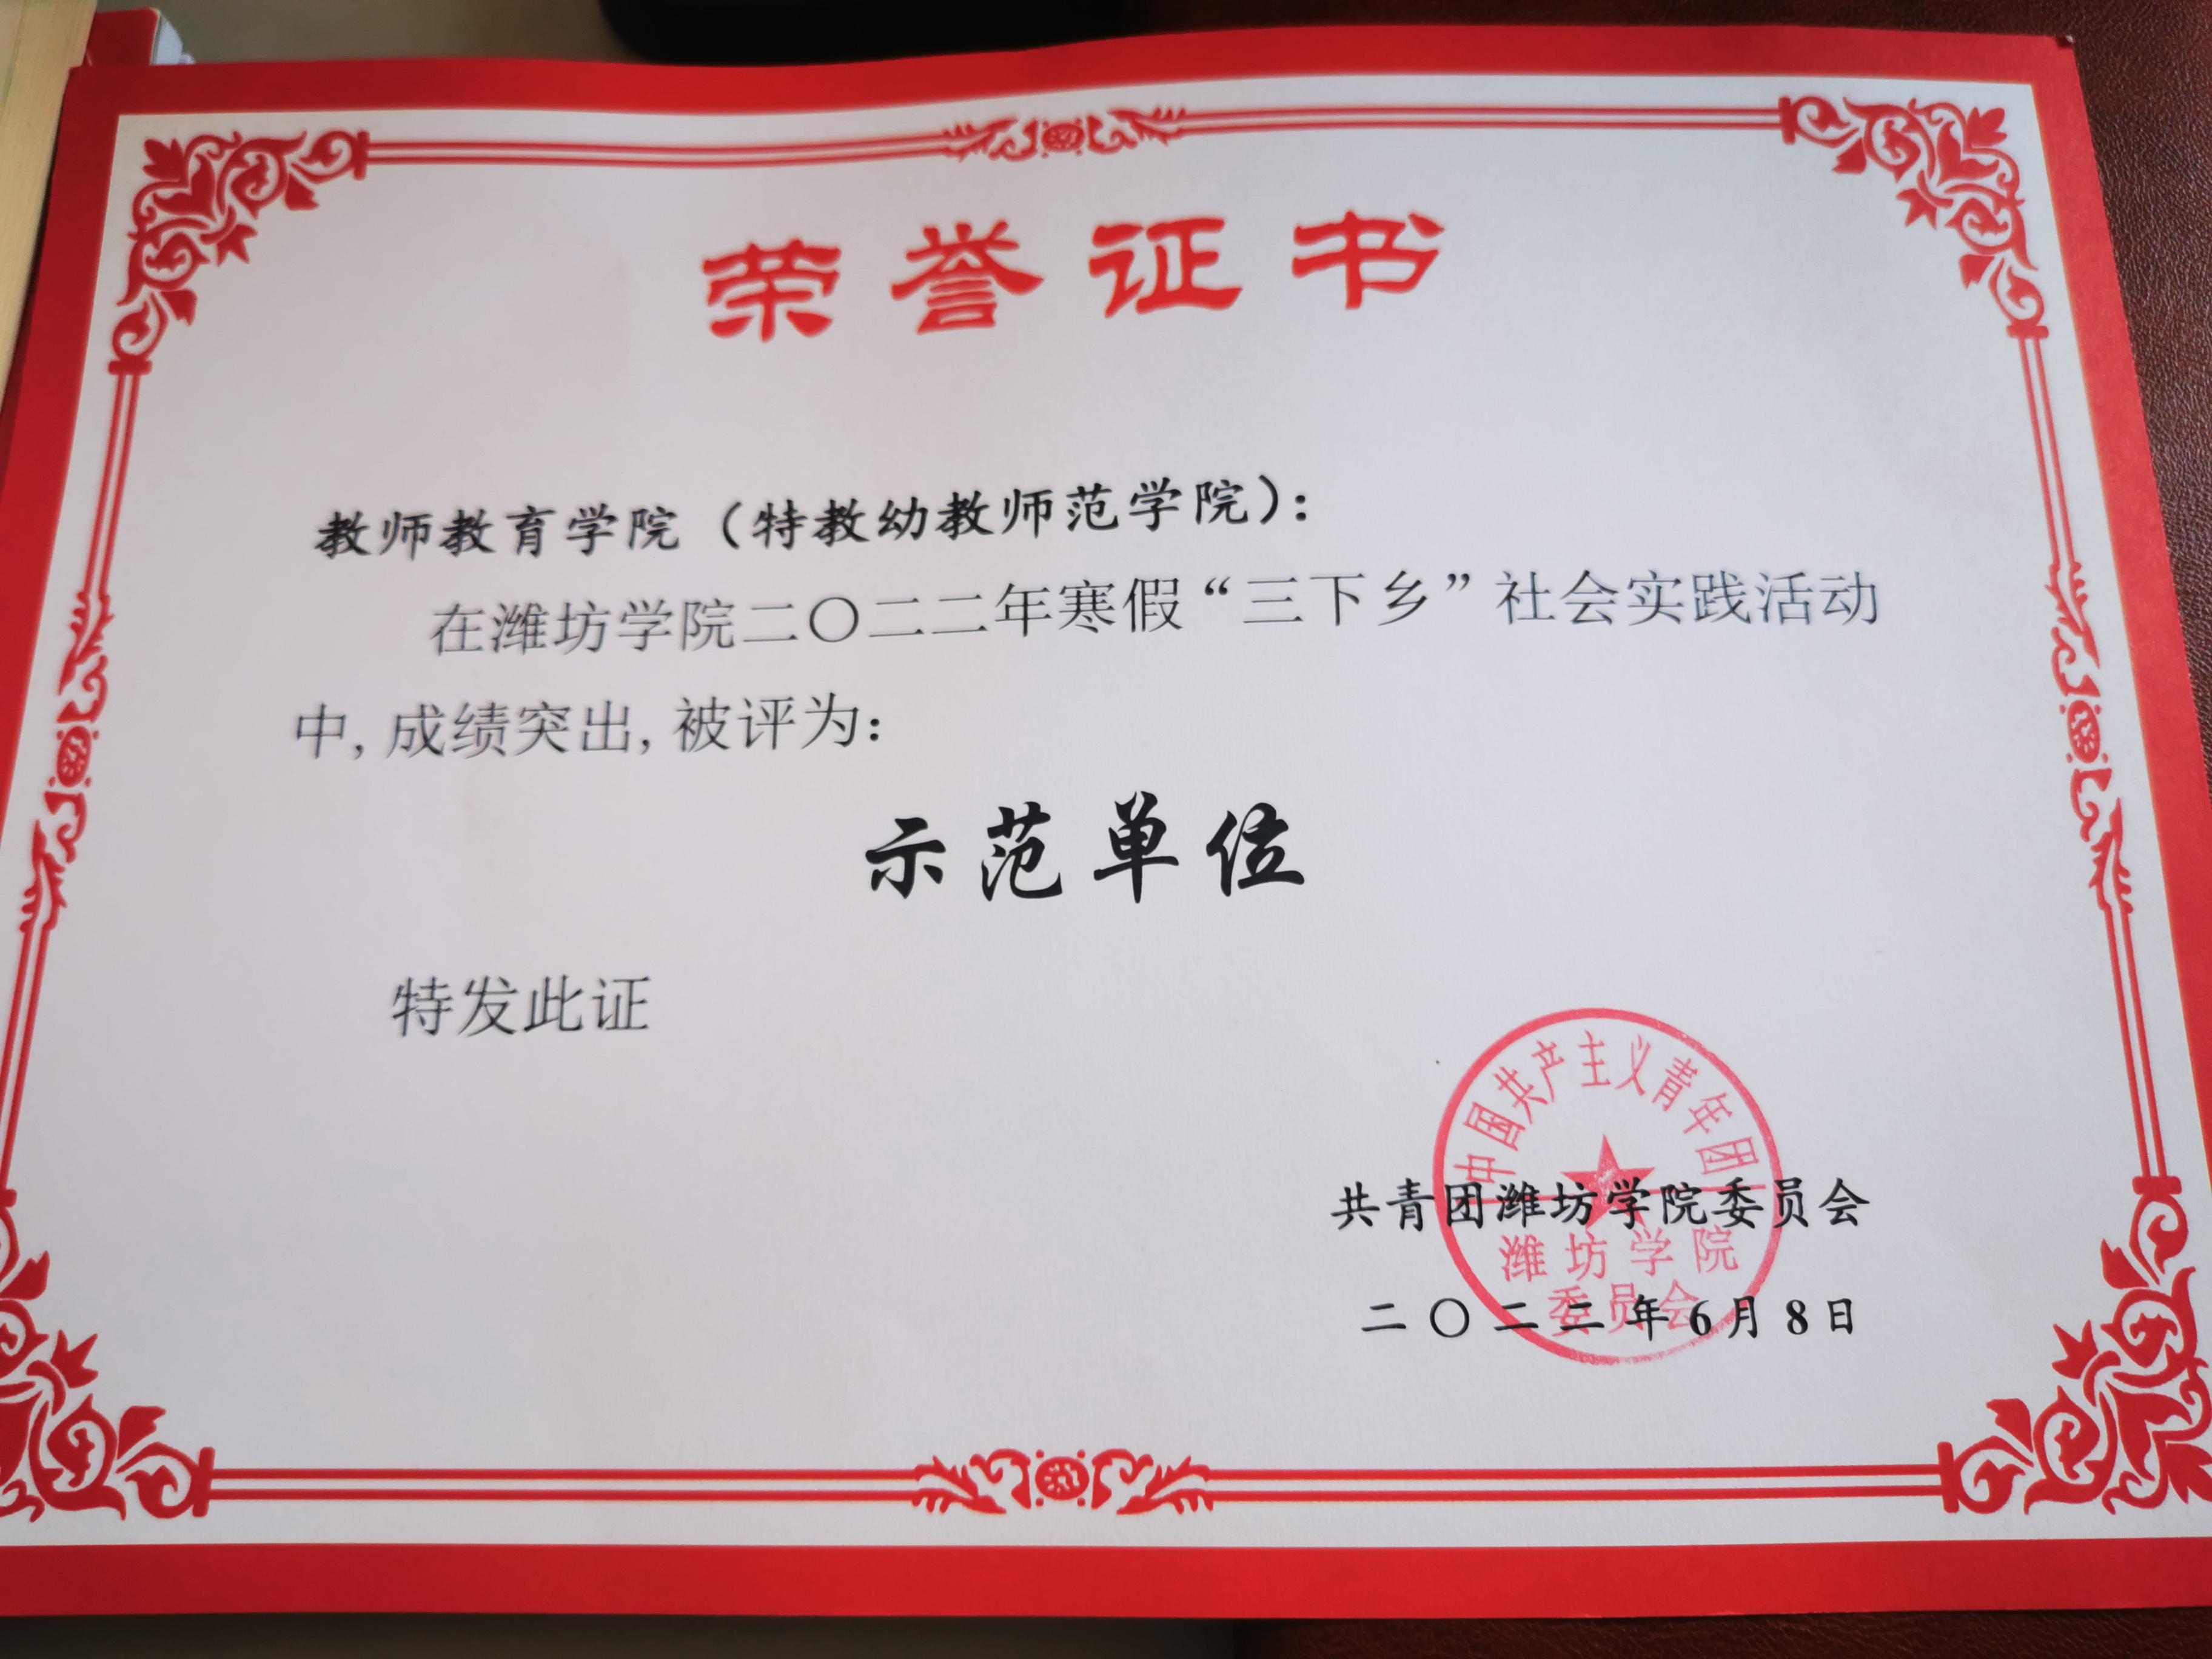 荣誉证书
教师教育学院（特教幼教师范学院）：
在潍坊学院二〇二二年寒假“三下乡”社会实践活动
中，成绩突出，被评为：
示范单位
特发此证
中国共产主义青年团
共青团潍坊学院委员会
潍坊学院
委员会
二〇二二年6月8日